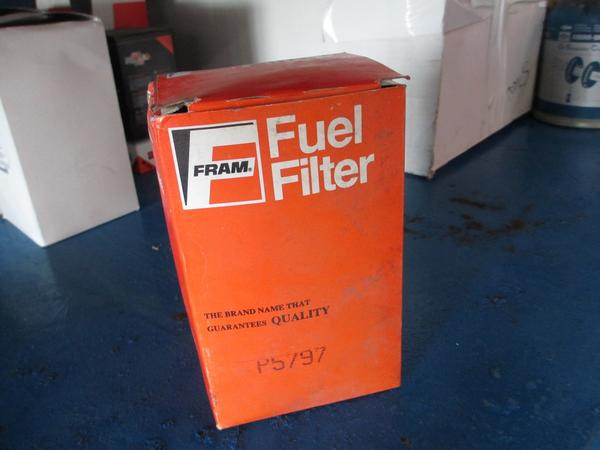 FRAM®
Fuel
Filter
THE BRAND NAME THAT
GUARANTEES QUALITY
P5797